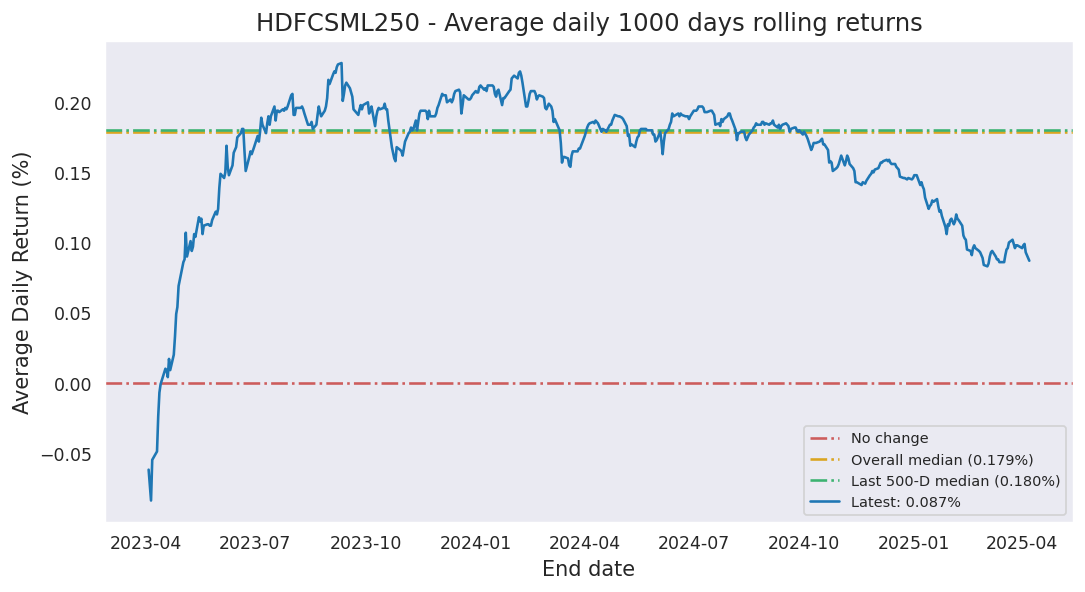 HDFCSML250 - Average daily 1000 days rolling returns
Average Daily Return (%)
0.20
0.15
0.10
0.05
0.00
−0.05
No change
Overall median (0.179%)
Last 500-D median (0.180%)
Latest: 0.087%
2023-04 2023-07 2023-10 2024-01 2024-04 2024-07 2024-10 2025-01 2025-04
End date